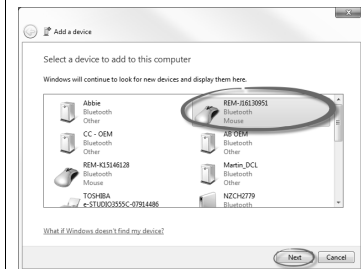 Add a device
Select a device to add to this computer
Windows will continue to look for new devices and display them here.
Abbie
Bluetooth
Other
REM-J16130951
Bluetooth
Mouse
CC - OEM
Bluetooth
Other
AB OEM
Bluetooth
Other
REM-K15146128
Bluetooth
Mouse
Martin_DCL
Bluetooth
Other
TOSHIBA
e-STUDIO3555C-07914486
NZCH2779
Bluetooth
What if Windows doesn't find my device?
Next
Cancel